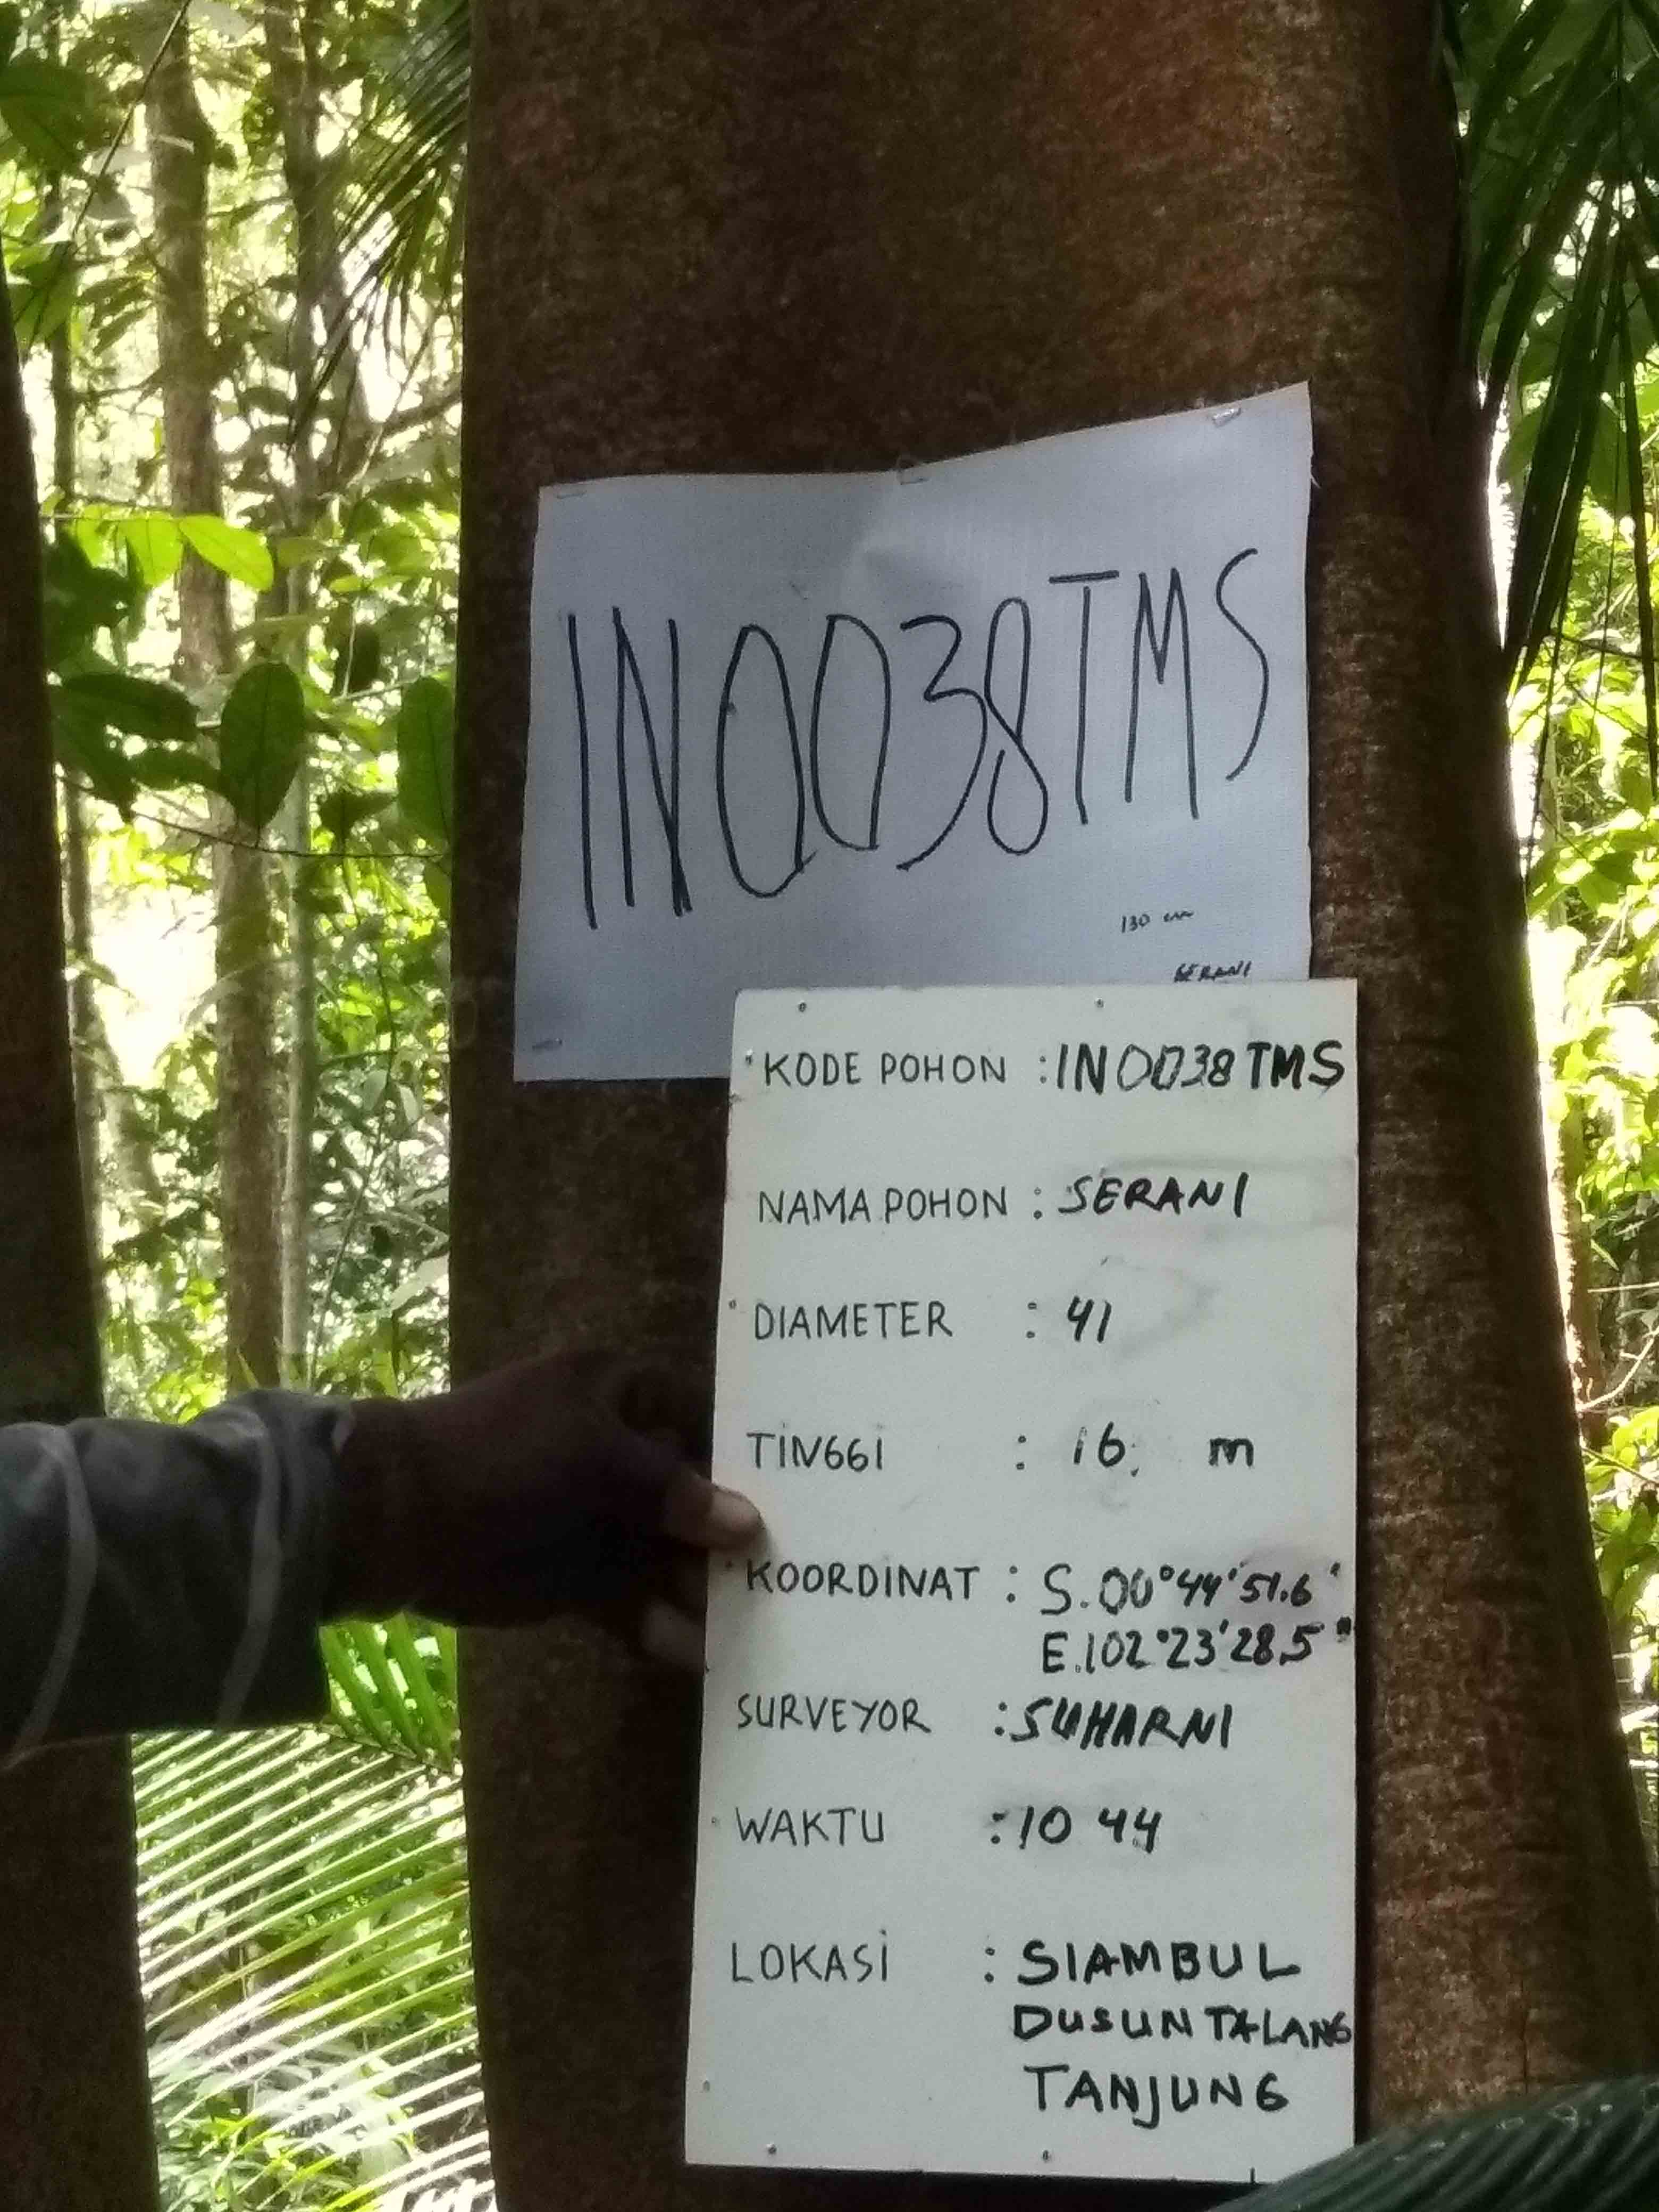 IN0038TMS
130 cm
SERANI
KODE POHON : IN0038 TMS
NAMA POHON : SERANI
DIAMETER : 41
TINGGI : 16. m
KOORDINAT : S.00°44'51.6'
E.102°23'28.5"
SURVEYOR : SUHARNI
WAKTU : 10 44
LOKASI : SIAMBUL
DUSUN TALANG
TANJUNG